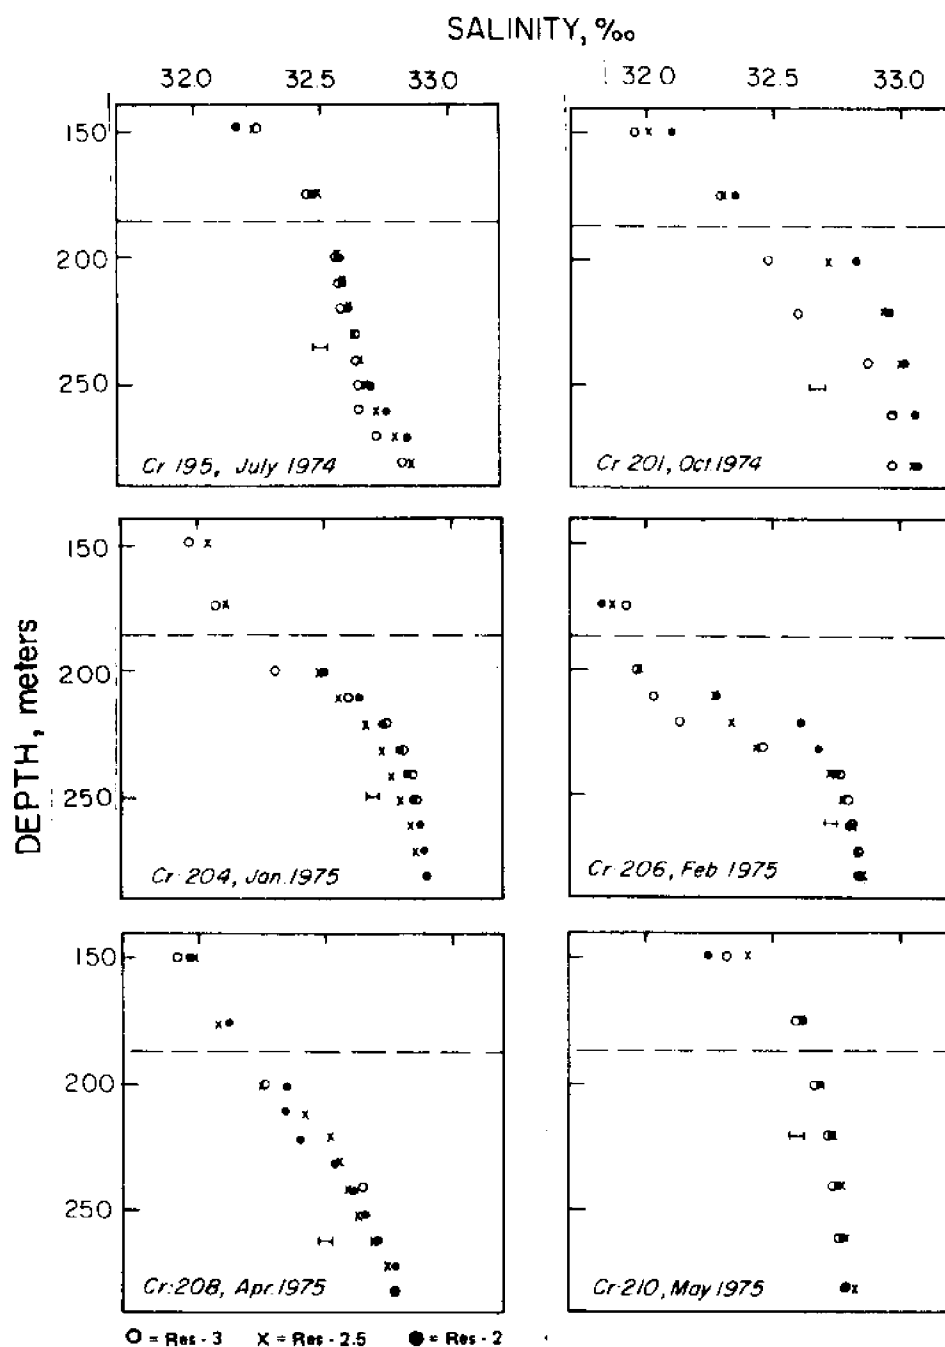 SALINITY, ‰
32.0 32.5 33.0 32.0 32.5 33.0
150
200
250
Cr 195, July 1974
Cr 201, Oct 1974
DEPTH, meters
150
200
250
Cr 204, Jan. 1975
Cr 206, Feb 1975
150
200
250
Cr. 208, Apr. 1975
Cr 210, May 1975
O = Res - 3 X = Res - 2.5 ● = Res - 2